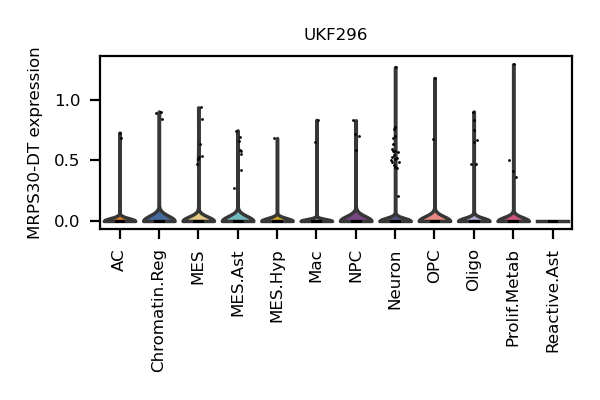 UKF296
MRPS30-DT expression
1.0
0.5
0.0
AC
Chromatin.Reg
MES
MES.Ast
MES.Hyp
Mac
NPC
Neuron
OPC
Oligo
Prolif.Metab
Reactive.Ast